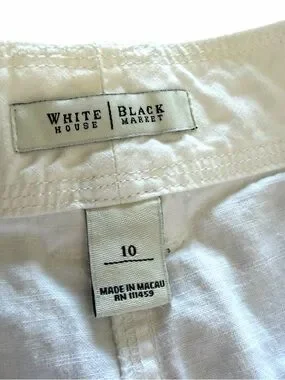 WHITE | BLACK
HOUSE | MARKET
10
MADE IN MACAU
RN 111459